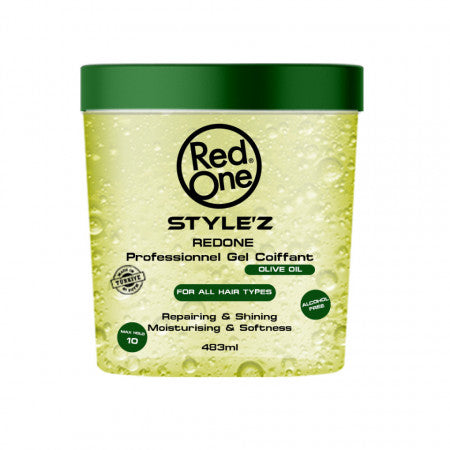 Red
One®
STYLE'Z
REDONE
Professionnel Gel Coiffant
OLIVE OIL
MADE IN
TURKIYE
FOR ALL HAIR TYPES
ALCOHOL
FREE
Repairing & Shining
Moisturising & Softness
MAX HOLD
10
483ml